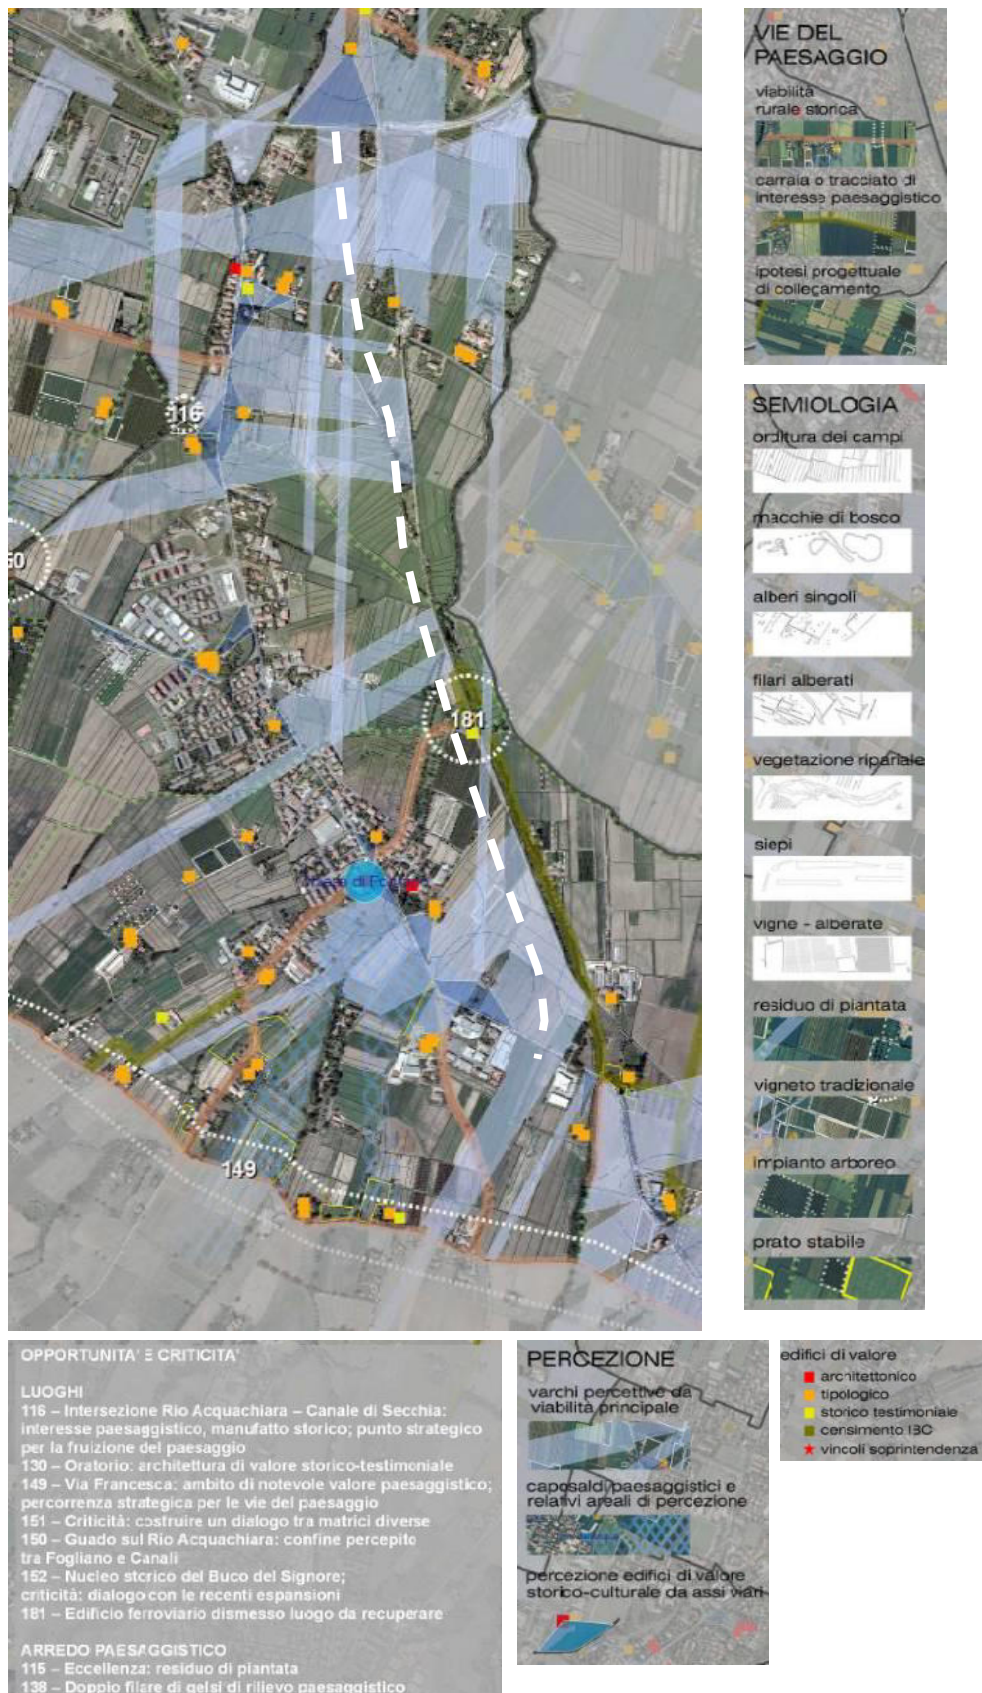 116
50
181
149
VIE DEL
PAESAGGIO
viabilità
rurale storica
carraia o tracciato di
interesse paesaggistico
ipotesi progettuale
di collegamento
SEMIOLOGIA
orditura dei campi
macchie di bosco
alberi singoli
filari alberati
vegetazione ripariale
siepi
vigne - alberate
residuo di piantata
vigneto tradizionale
impianto arboreo
prato stabile
OPPORTUNITA' E CRITICITA'
LUOGHI
116 – Intersezione Rio Acquachiara – Canale di Secchia:
interesse paesaggistico, manufatto storico; punto strategico
per la fruizione del paesaggio
130 – Oratorio: architettura di valore storico-testimoniale
149 – Via Francesca: ambito di notevole valore paesaggistico;
percorrenza strategica per le vie del paesaggio
151 – Criticità: costruire un dialogo tra matrici diverse
150 – Guado sul Rio Acquachiara: confine percepito
tra Fogliano e Canali
152 – Nucleo storico del Buco del Signore;
criticità: dialogo con le recenti espansioni
181 – Edificio ferroviario dismesso luogo da recuperare
ARREDO PAESAGGISTICO
115 – Eccellenza: residuo di piantata
138 – Doppio filare di gelsi di rilievo paesaggistico
PERCEZIONE
varchi percettive da
viabilità principale
caposaldi paesaggistici e
relativi areali di percezione
percezione edifici di valore
storico-culturale da assi viari
edifici di valore
architettonico
tipologico
storico testimoniale
censimento IBC
vincoli soprintendenza